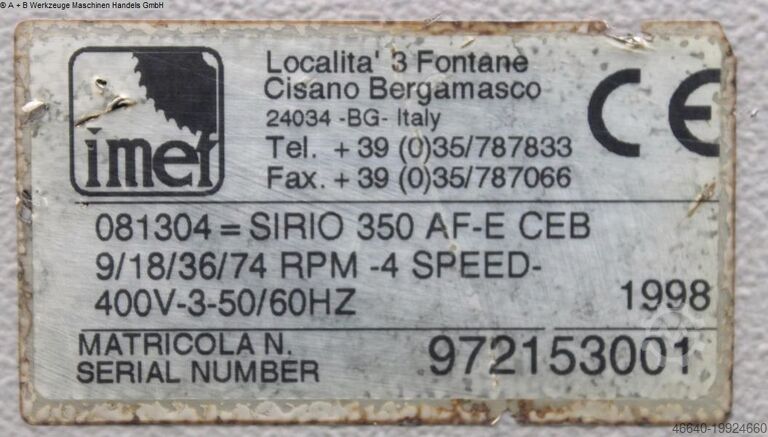 ® A + B Werkzeuge Maschinen Handels GmbH
imet
Localita' 3 Fontane
Cisano Bergamasco
24034 -BG- Italy
Tel. + 39 (0)35/787833
Fax. + 39 (0)35/787066
CE
081304 = SIRIO 350 AF-E CEB
9/18/36/74 RPM -4 SPEED-
400V-3-50/60HZ
1998
MATRICOLA N.
SERIAL NUMBER
972153001
46640-19924660